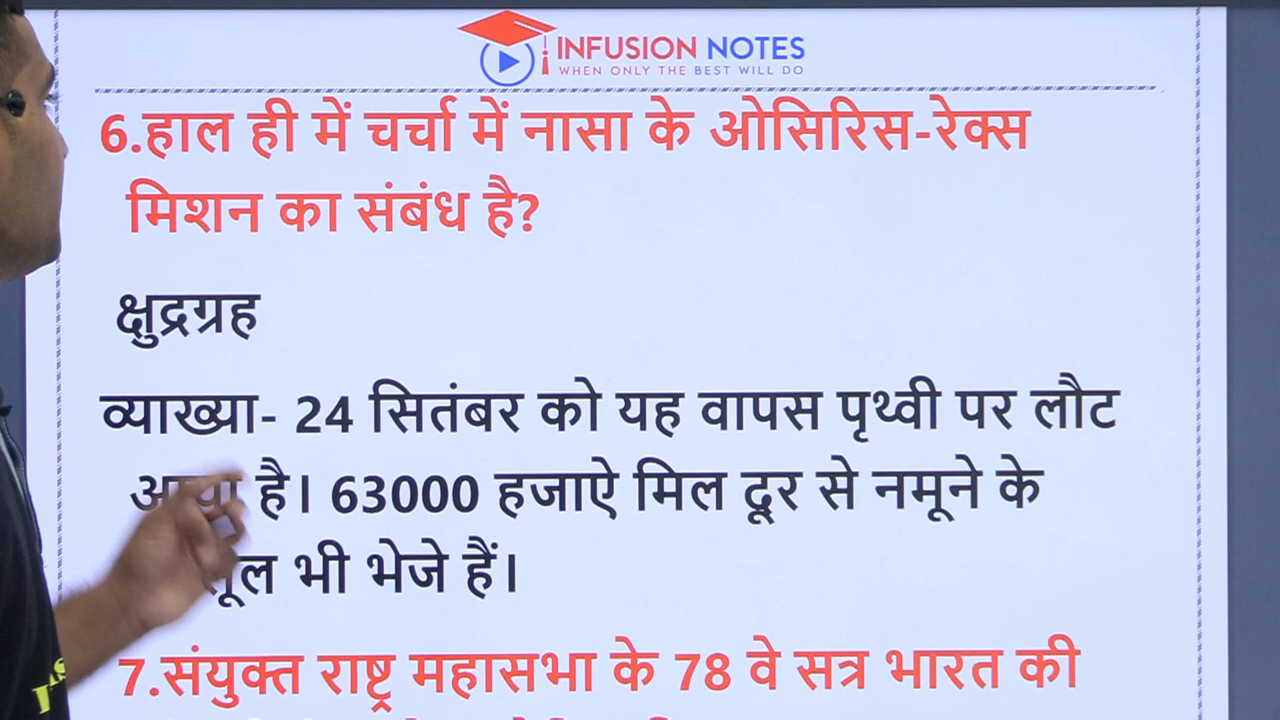 INFUSION NOTES
WHEN ONLY THE BEST WILL DO
6.हाल ही में चर्चा में नासा के ओसिरिस-रेक्स
मिशन का संबंध है?
क्षुद्रग्रह
व्याख्या- 24 सितंबर को यह वापस पृथ्वी पर लौट
है। 63000 हजाऐ मिल दूर से नमूने के
भी भेजे हैं।
7.संयुक्त राष्ट्र महासभा के 78 वे सत्र भारत की